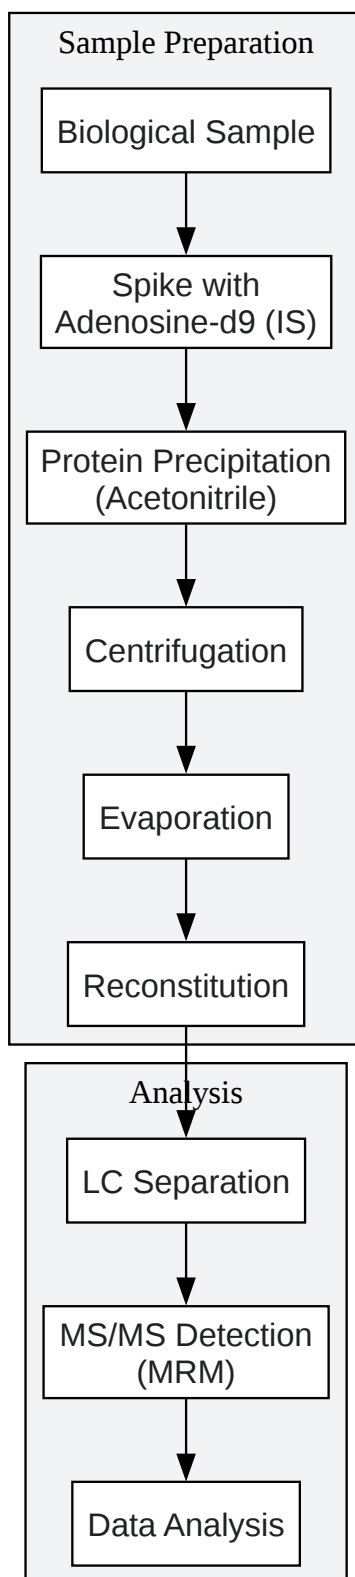 Sample Preparation
Biological Sample
Spike with
Adenosine-d9 (IS)
Protein Precipitation
(Acetonitrile)
Centrifugation
Evaporation
Reconstitution
Analysis
LC Separation
MS/MS Detection
(MRM)
Data Analysis